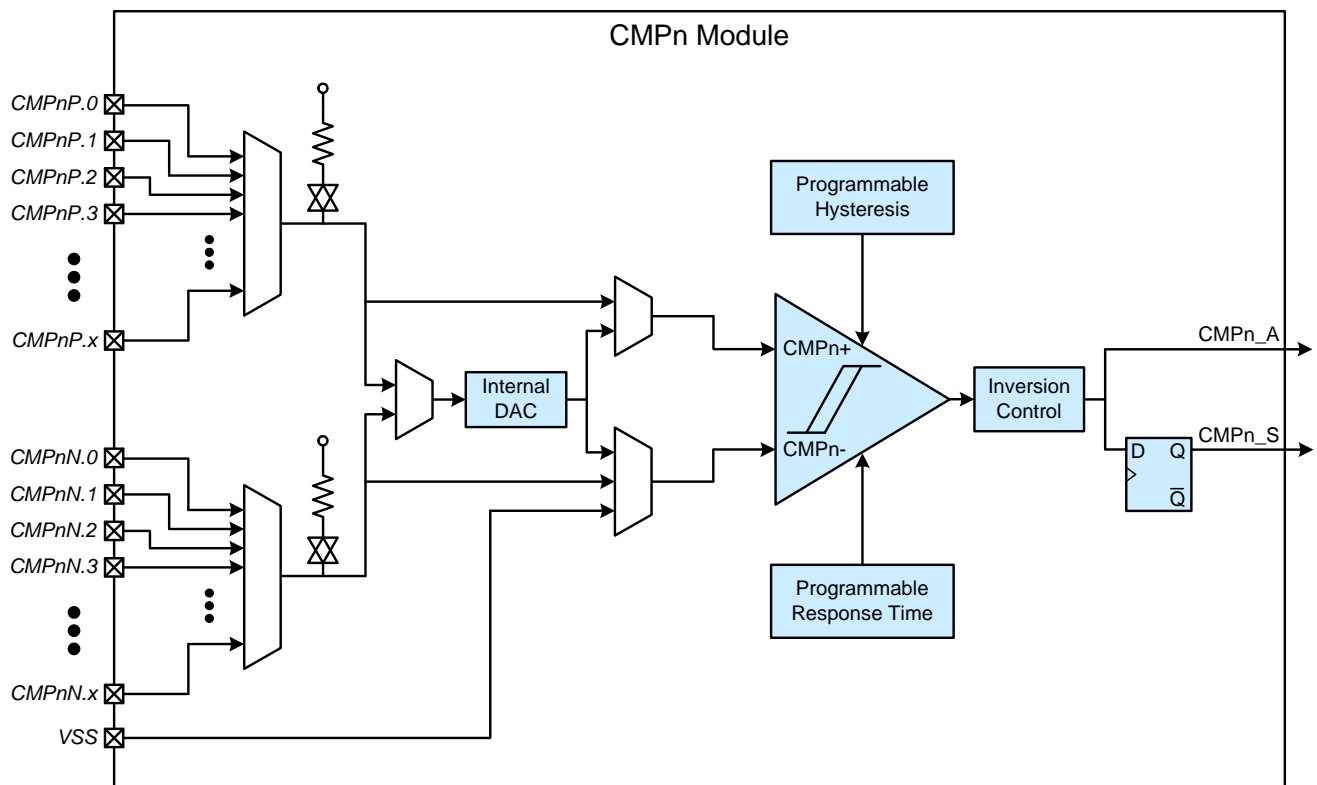 CMPn Module
CMPnP.0
CMPnP.1
CMPnP.2
CMPnP.3
CMPnP.x
CMPnN.0
CMPnN.1
CMPnN.2
CMPnN.3
CMPnN.x
VSS
Internal
DAC
Programmable
Hysteresis
CMPn+
CMPn-
Programmable
Response Time
Inversion
Control
CMPn_A
CMPn_S
D Q
Q̅